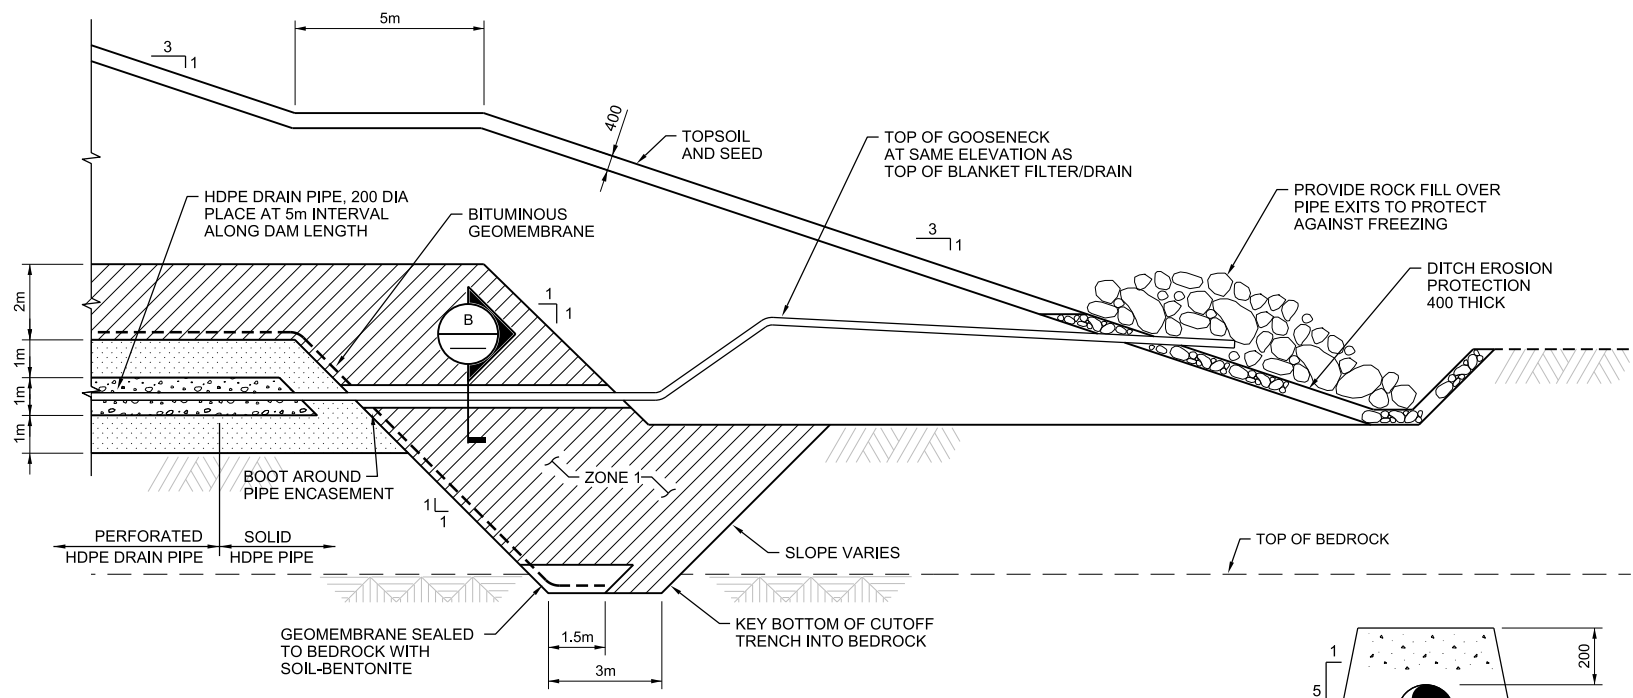 5m
3
1
400
TOPSOIL
AND SEED
TOP OF GOOSENECK
AT SAME ELEVATION AS
TOP OF BLANKET FILTER/DRAIN
HDPE DRAIN PIPE, 200 DIA
PLACE AT 5m INTERVAL
ALONG DAM LENGTH
BITUMINOUS
GEOMEMBRANE
PROVIDE ROCK FILL OVER
PIPE EXITS TO PROTECT
AGAINST FREEZING
3
1
DITCH EROSION
PROTECTION
400 THICK
2m
1m
1m
1m
B
1
1
BOOT AROUND
PIPE ENCASEMENT
ZONE 1
1
1
PERFORATED
HDPE DRAIN PIPE
SOLID
HDPE PIPE
SLOPE VARIES
TOP OF BEDROCK
GEOMEMBRANE SEALED
TO BEDROCK WITH
SOIL-BENTONITE
1.5m
3m
KEY BOTTOM OF CUTOFF
TRENCH INTO BEDROCK
1
5
200